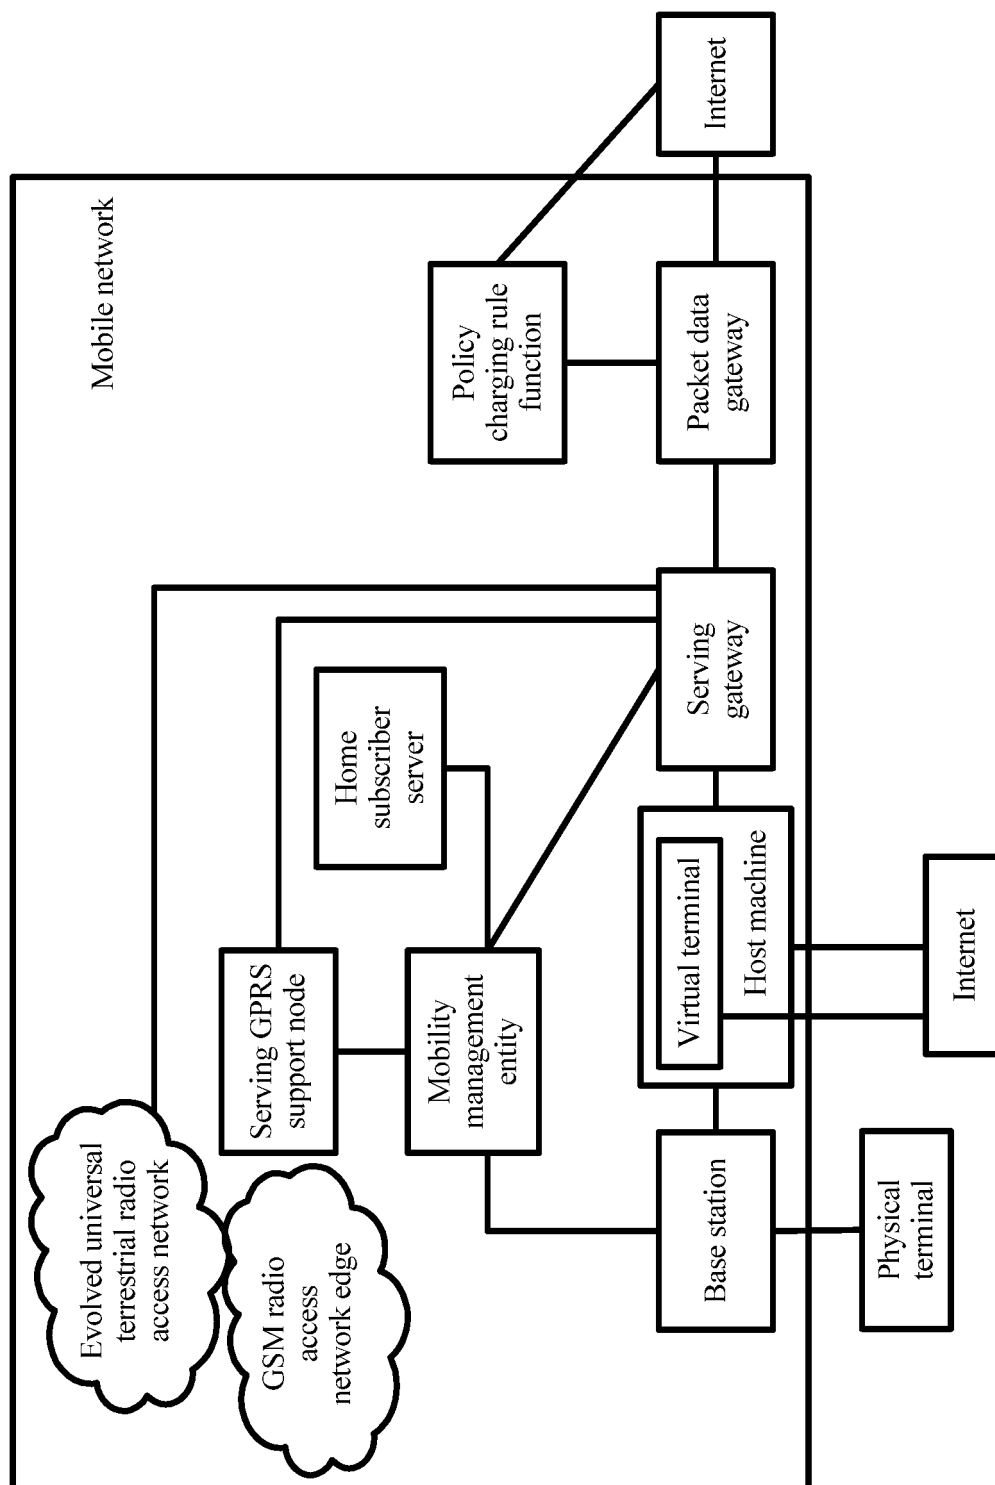 Mobile network
Evolved universal
terrestrial radio
access network
GSM radio
access
network edge
Serving GPRS
support node
Home
subscriber
server
Mobility
management
entity
Policy
charging rule
function
Base station
Virtual terminal
Host machine
Serving
gateway
Packet data
gateway
Internet
Physical
terminal
Internet